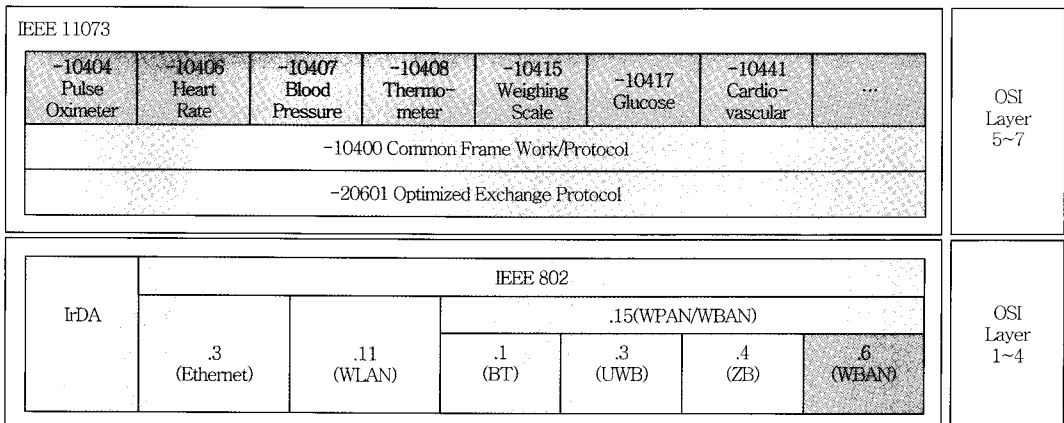 IEEE 11073
-10404
Pulse
Oximeter
-10406
Heart
Rate
-10407
Blood
Pressure
-10408
Thermo-
meter
-10415
Weighing
Scale
-10417
Glucose
-10441
Cardio-
vascular
...
-10400 Common Frame Work/Protocol
-20601 Optimized Exchange Protocol
OSI
Layer
5~7
IrDA
IEEE 802
.3
(Ethernet)
.11
(WLAN)
.15(WPAN/WBAN)
.1
(BT)
.3
(UWB)
.4
(ZB)
.6
(WBAN)
OSI
Layer
1~4